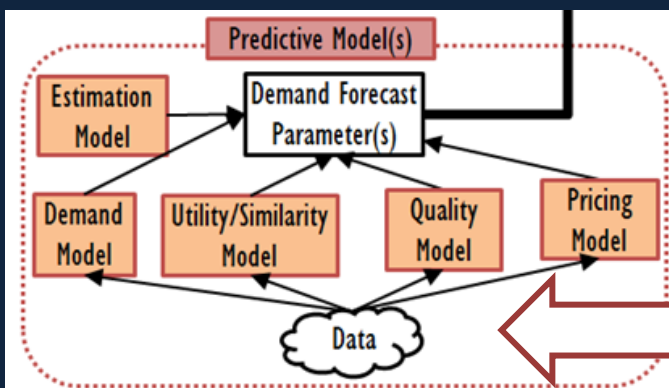 Predictive Model(s)
Estimation
Model
Demand Forecast
Parameter(s)
Demand
Model
Utility/Similarity
Model
Quality
Model
Pricing
Model
Data